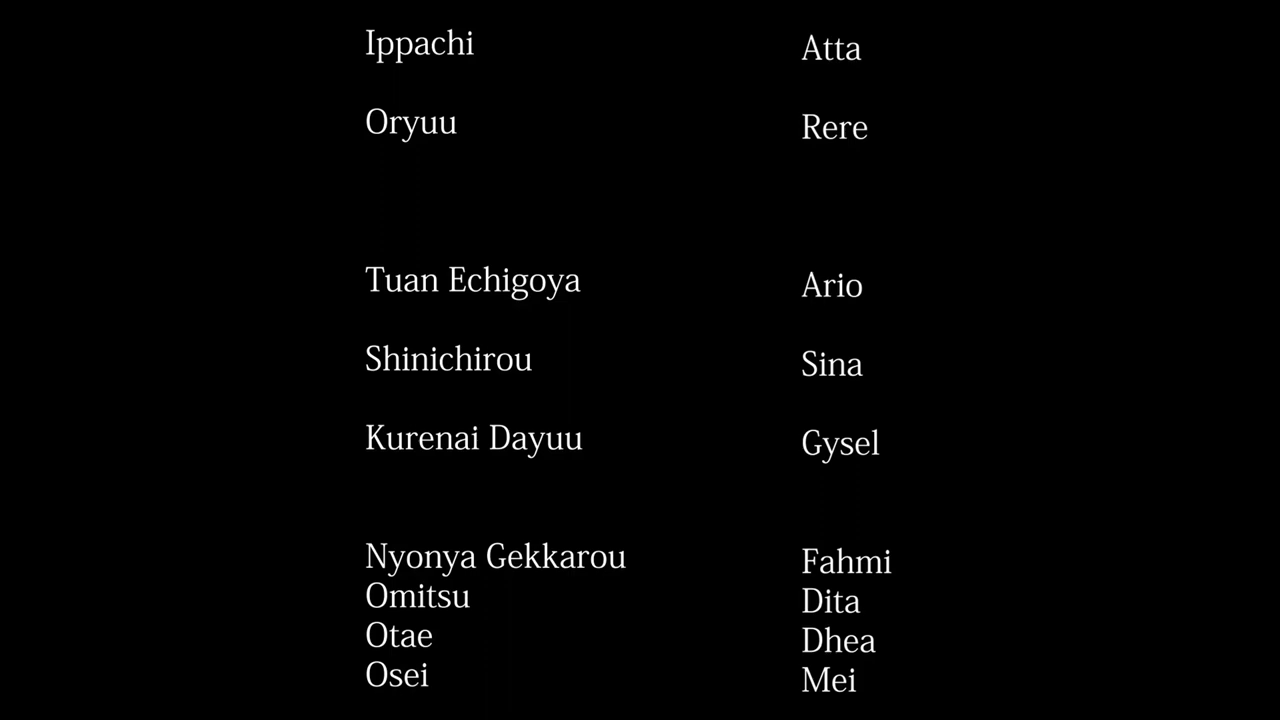 Ippachi Atta
Oryuu Rere
Tuan Echigoya Ario
Shinichirou Sina
Kurenai Dayuu Gysel
Nyonya Gekkarou Fahmi
Omitsu Dita
Otae Dhea
Osei Mei